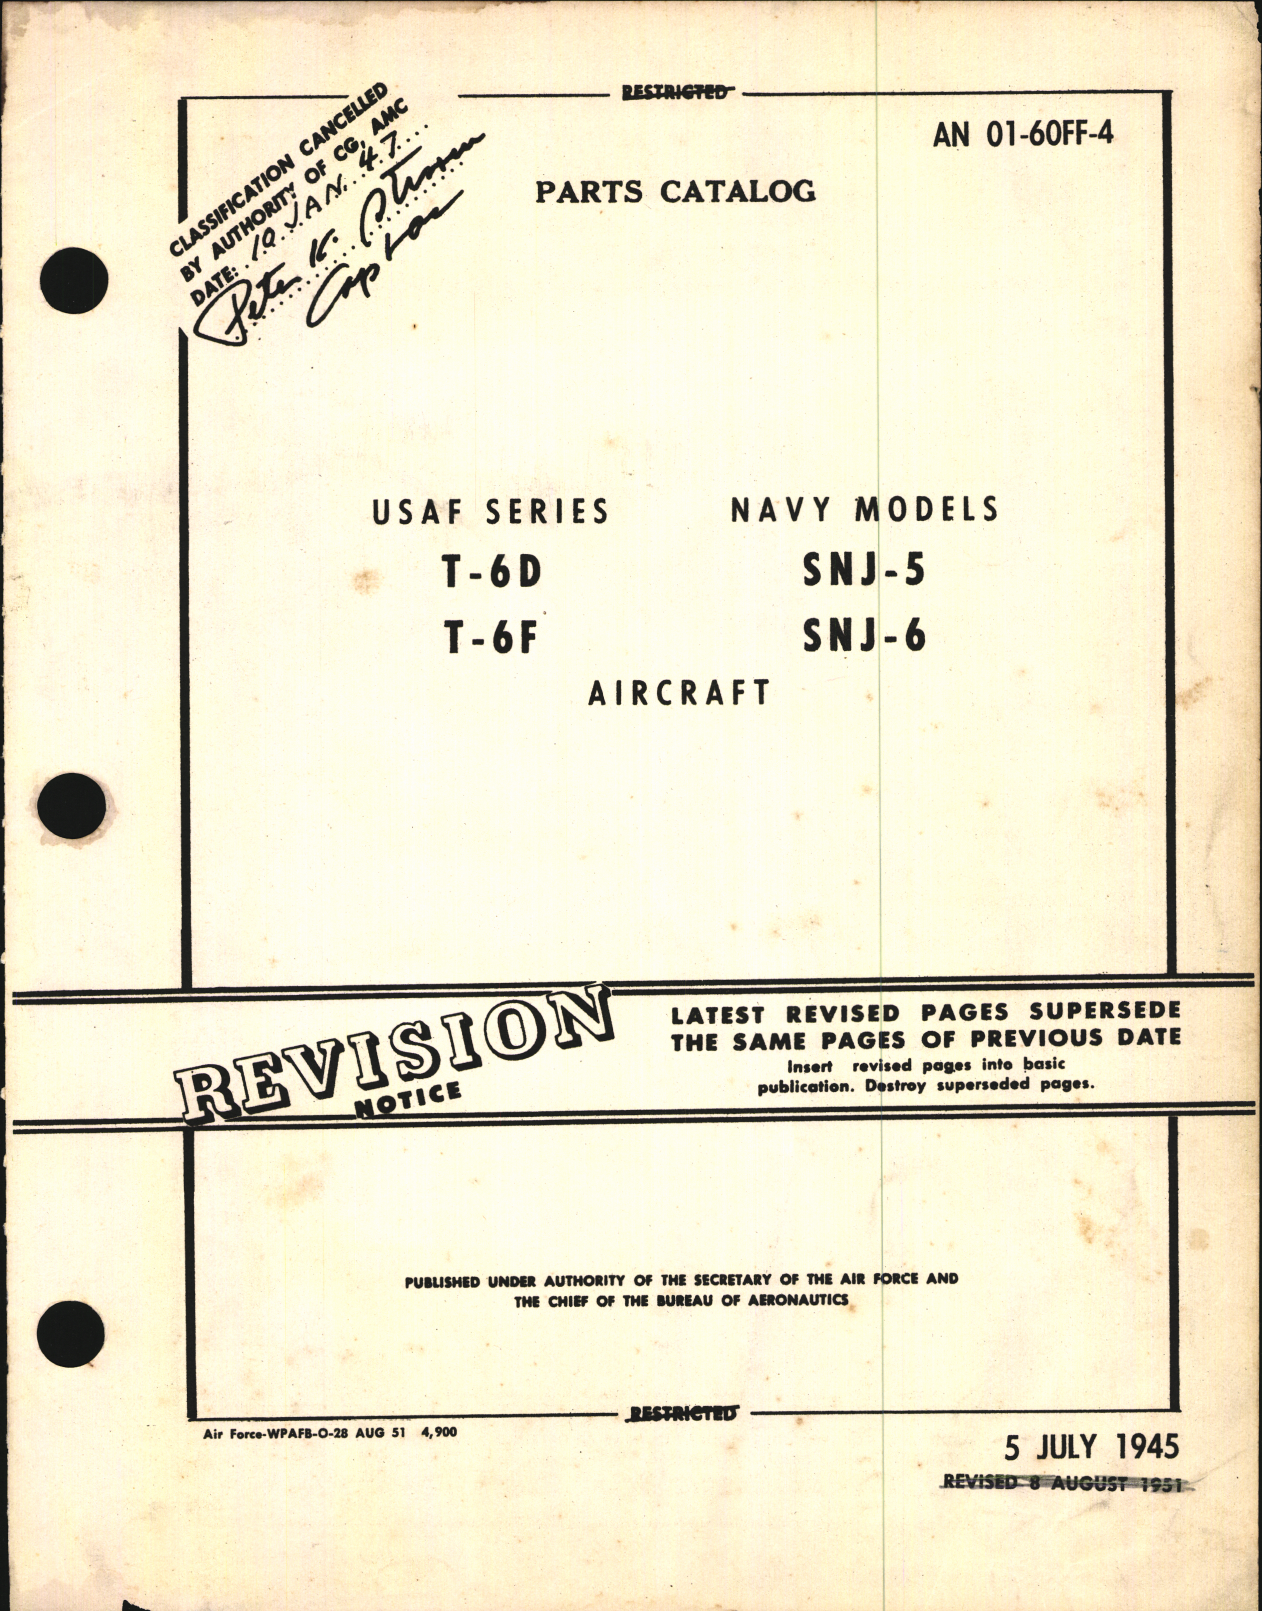 RESTRICTED
AN 01-60FF-4
CLASSIFICATION CANCELLED
BY AUTHORITY OF CG, AMC
DATE: 10 JAN. 47
Peter K.
PARTS CATALOG
USAF SERIES NAVY MODELS
T-6D SNJ-5
T-6F SNJ-6
AIRCRAFT
REVISION
NOTICE
LATEST REVISED PAGES SUPERSEDE
THE SAME PAGES OF PREVIOUS DATE
Insert revised pages into basic
publication. Destroy superseded pages.
PUBLISHED UNDER AUTHORITY OF THE SECRETARY OF THE AIR FORCE AND
THE CHIEF OF THE BUREAU OF AERONAUTICS
RESTRICTED
Air Force-WPAFB-O-28 AUG 51 4,900
5 JULY 1945
REVISED 8 AUGUST 1951